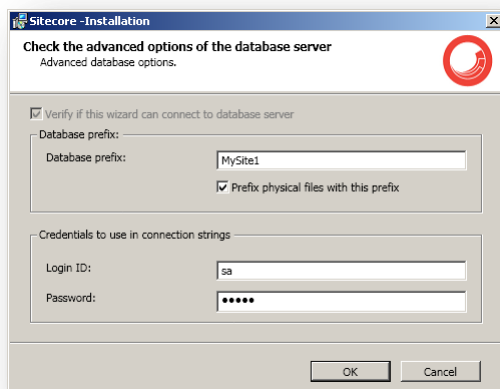 Sitecore -Installation
Check the advanced options of the database server
Advanced database options.
Verify if this wizard can connect to database server
Database prefix:
Database prefix:
MySite1
Prefix physical files with this prefix
Credentials to use in connection strings
Login ID:
sa
Password:
•••••
OK
Cancel